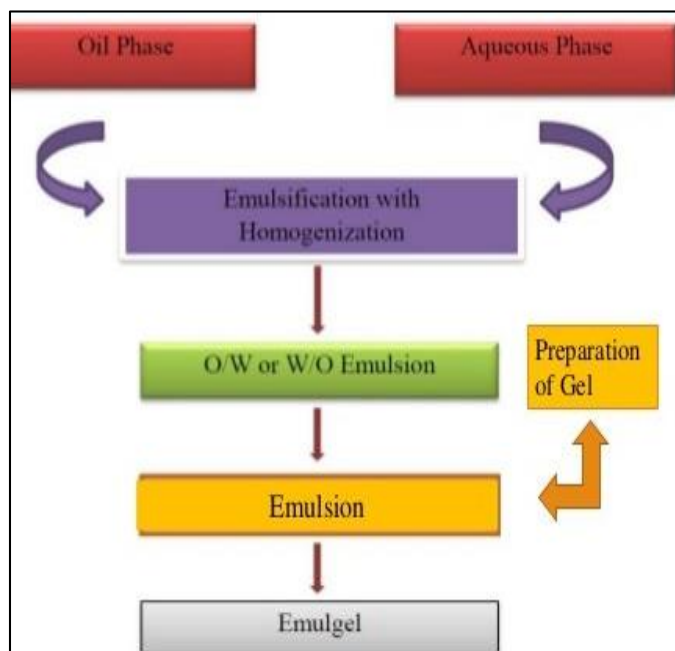 Oil Phase
Aqueous Phase
Emulsification with
Homogenization
O/W or W/O Emulsion
Preparation
of Gel
Emulsion
Emulgel